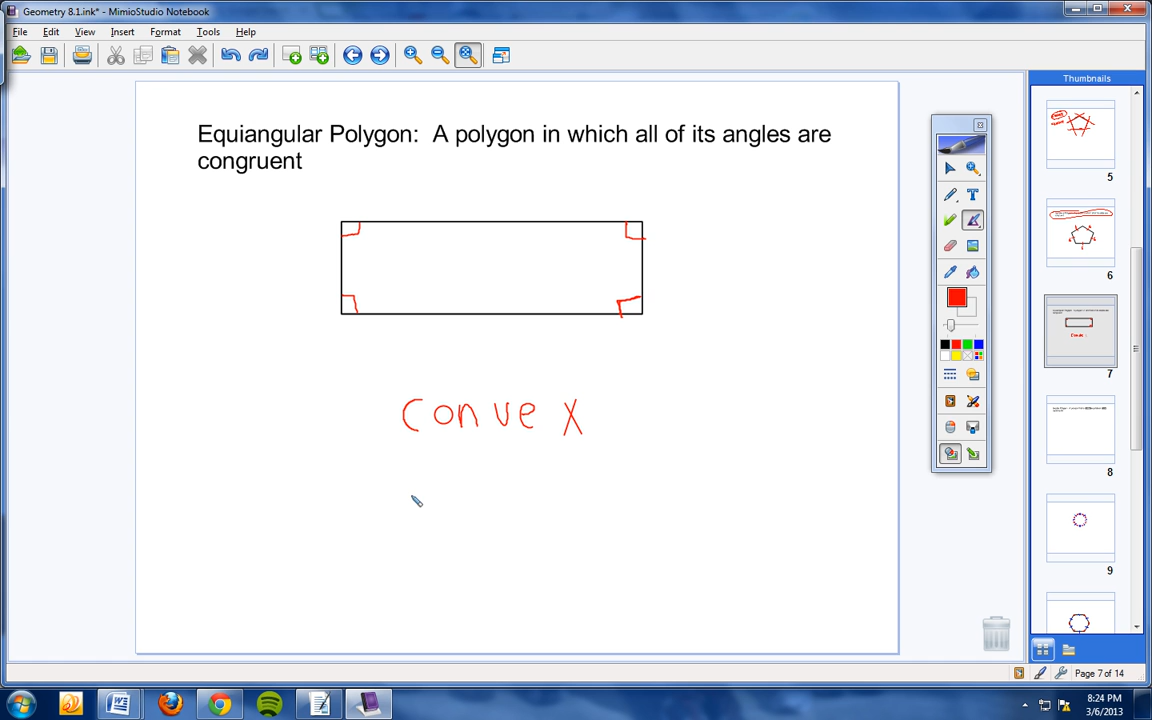 Geometry 8.1.ink* - MimioStudio Notebook
File Edit View Insert Format Tools Help
Equiangular Polygon: A polygon in which all of its angles are
congruent
Convex
Thumbnails
5
6
7
8
9
Page 7 of 14
8:24 PM
3/6/2013